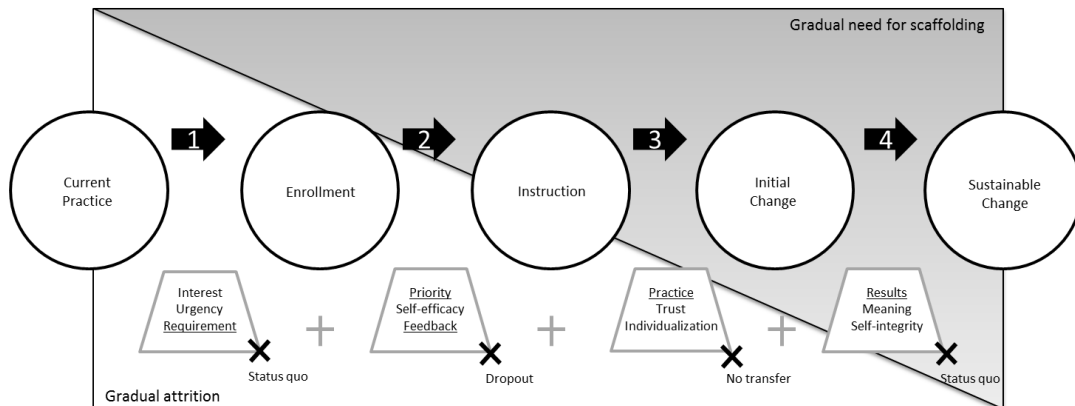 Gradual need for scaffolding
1
2
3
4
Current
Practice
Enrollment
Instruction
Initial
Change
Sustainable
Change
Interest
Urgency
Requirement
Status quo
Priority
Self-efficacy
Feedback
Dropout
Practice
Trust
Individualization
No transfer
Results
Meaning
Self-integrity
Status quo
Gradual attrition